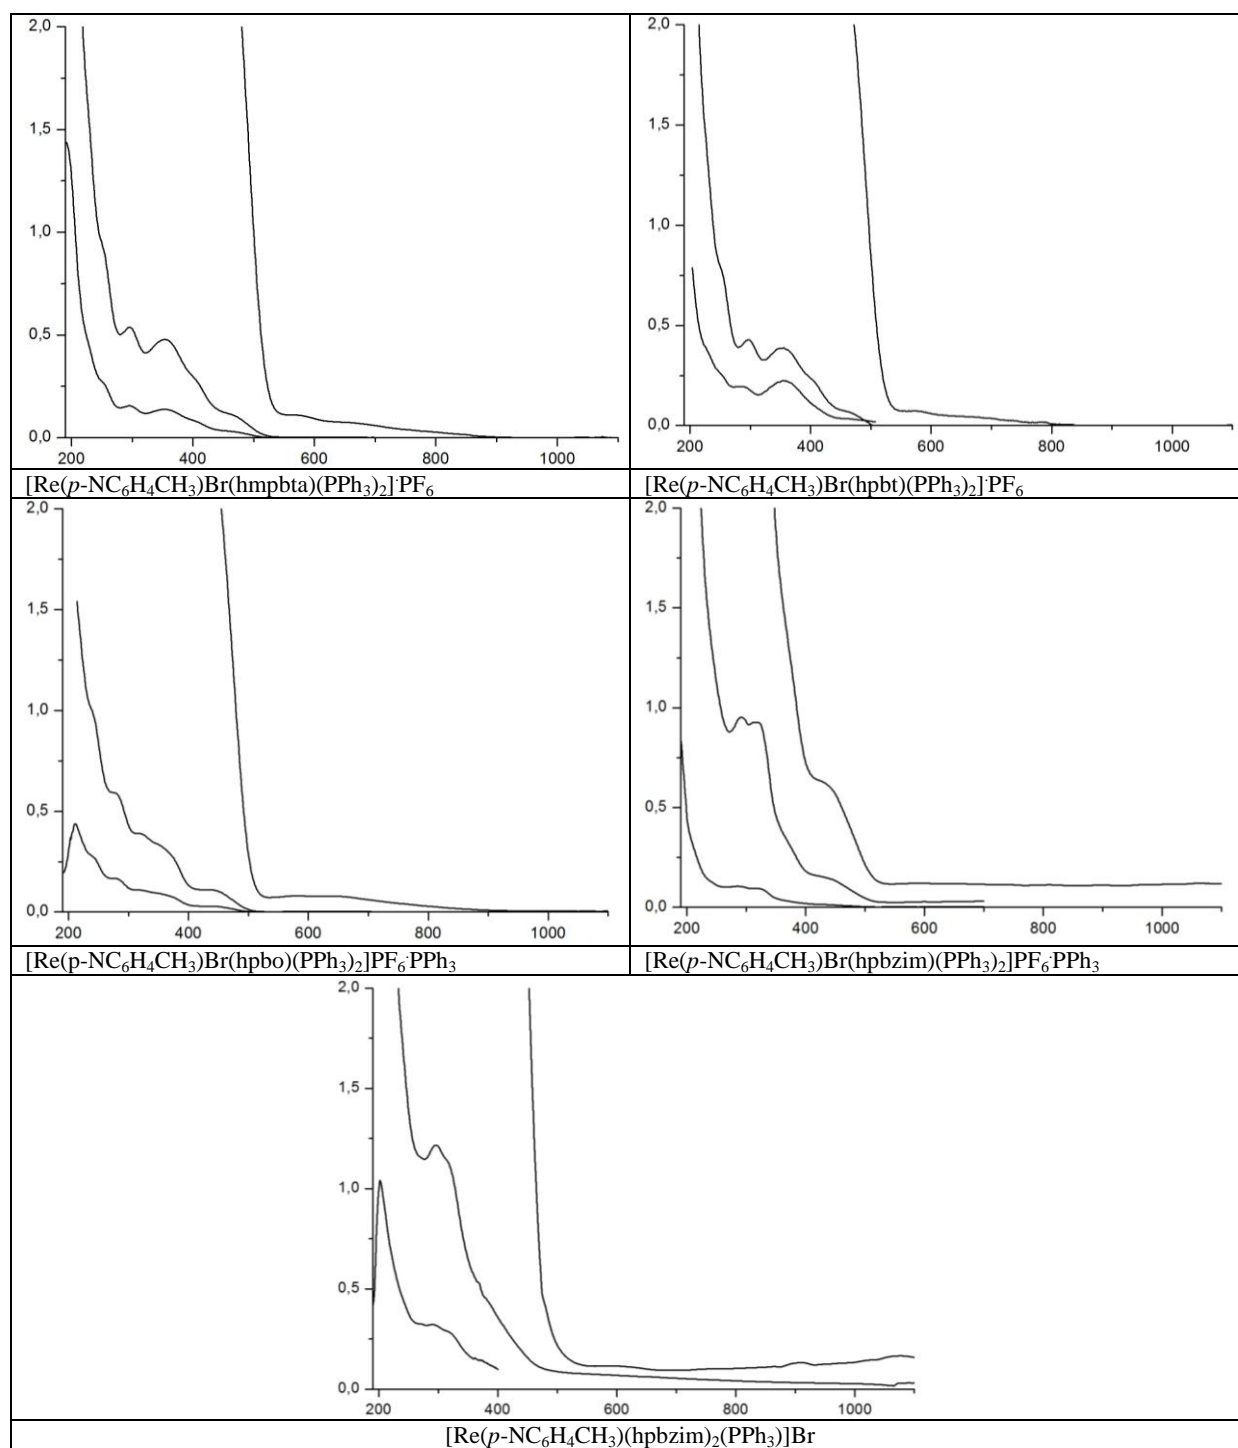 2,0
1,5
1,0
0,5
0,0
200 400 600 800 1000
[Re(p-NC₆H₄CH₃)Br(hmpbta)(PPh₃)₂]·PF₆
2,0
1,5
1,0
0,5
0,0
200 400 600 800 1000
[Re(p-NC₆H₄CH₃)Br(hpbt)(PPh₃)₂]·PF₆
2,0
1,5
1,0
0,5
0,0
200 400 600 800 1000
[Re(p-NC₆H₄CH₃)Br(hpbo)(PPh₃)₂]PF₆·PPh₃
2,0
1,5
1,0
0,5
0,0
200 400 600 800 1000
[Re(p-NC₆H₄CH₃)Br(hpbzim)(PPh₃)₂]PF₆·PPh₃
2,0
1,5
1,0
0,5
0,0
200 400 600 800 1000
[Re(p-NC₆H₄CH₃)(hpbzim)₂(PPh₃)]Br